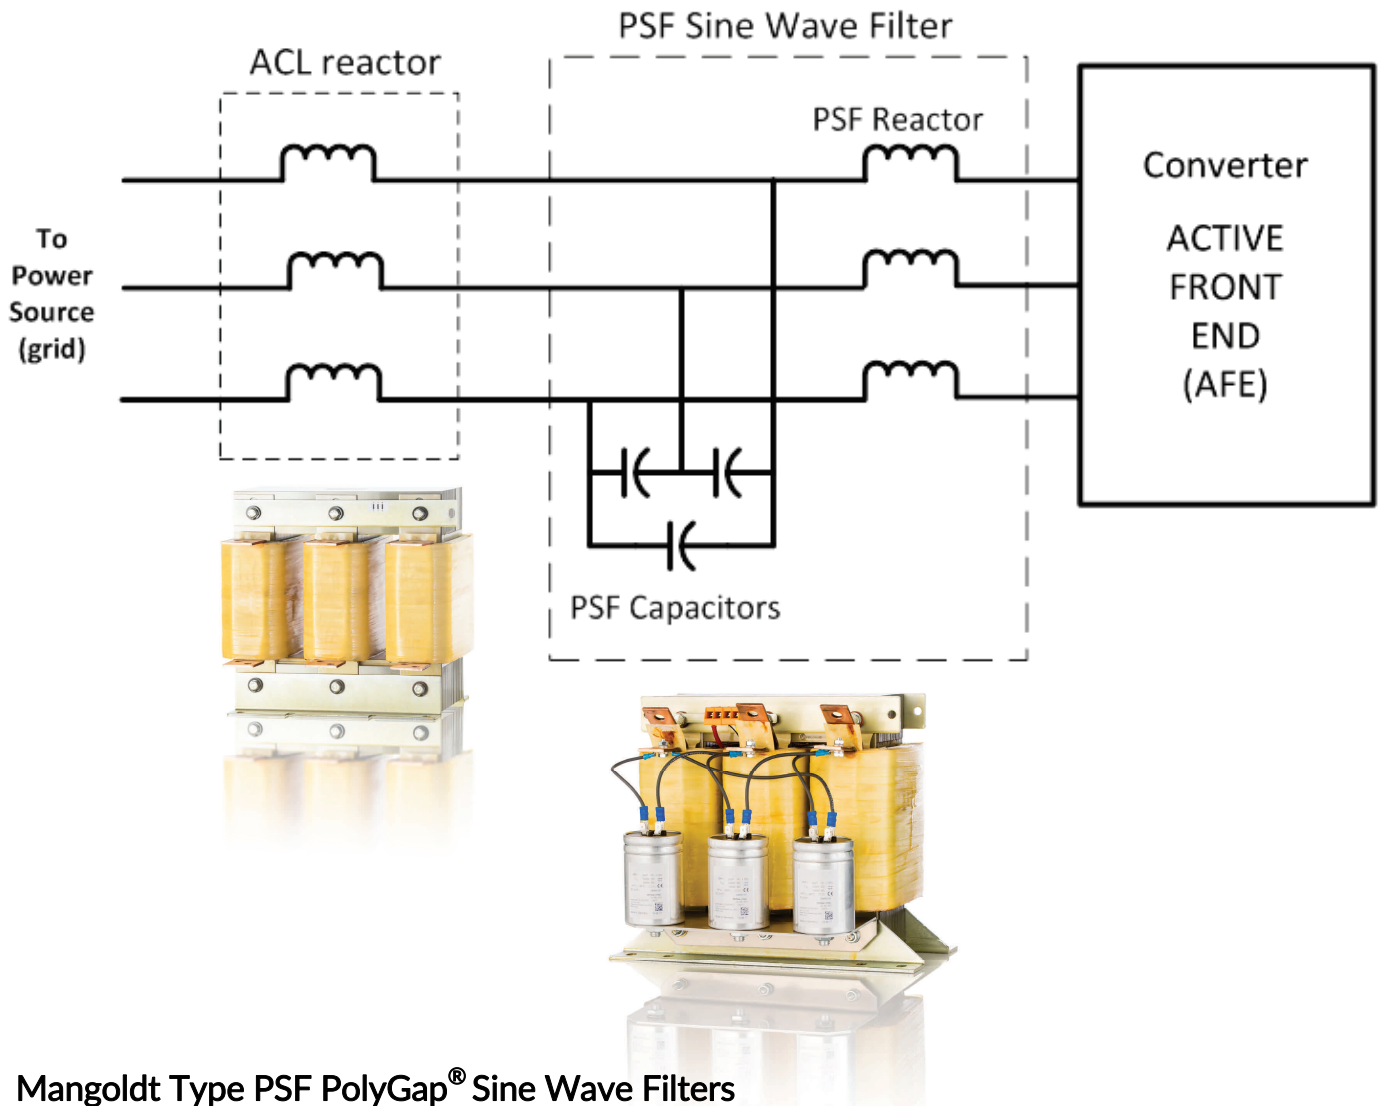 PSF Sine Wave Filter
ACL reactor
PSF Reactor
Converter
ACTIVE
FRONT
END
(AFE)
To
Power
Source
(grid)
PSF Capacitors
Mangoldt Type PSF PolyGap® Sine Wave Filters